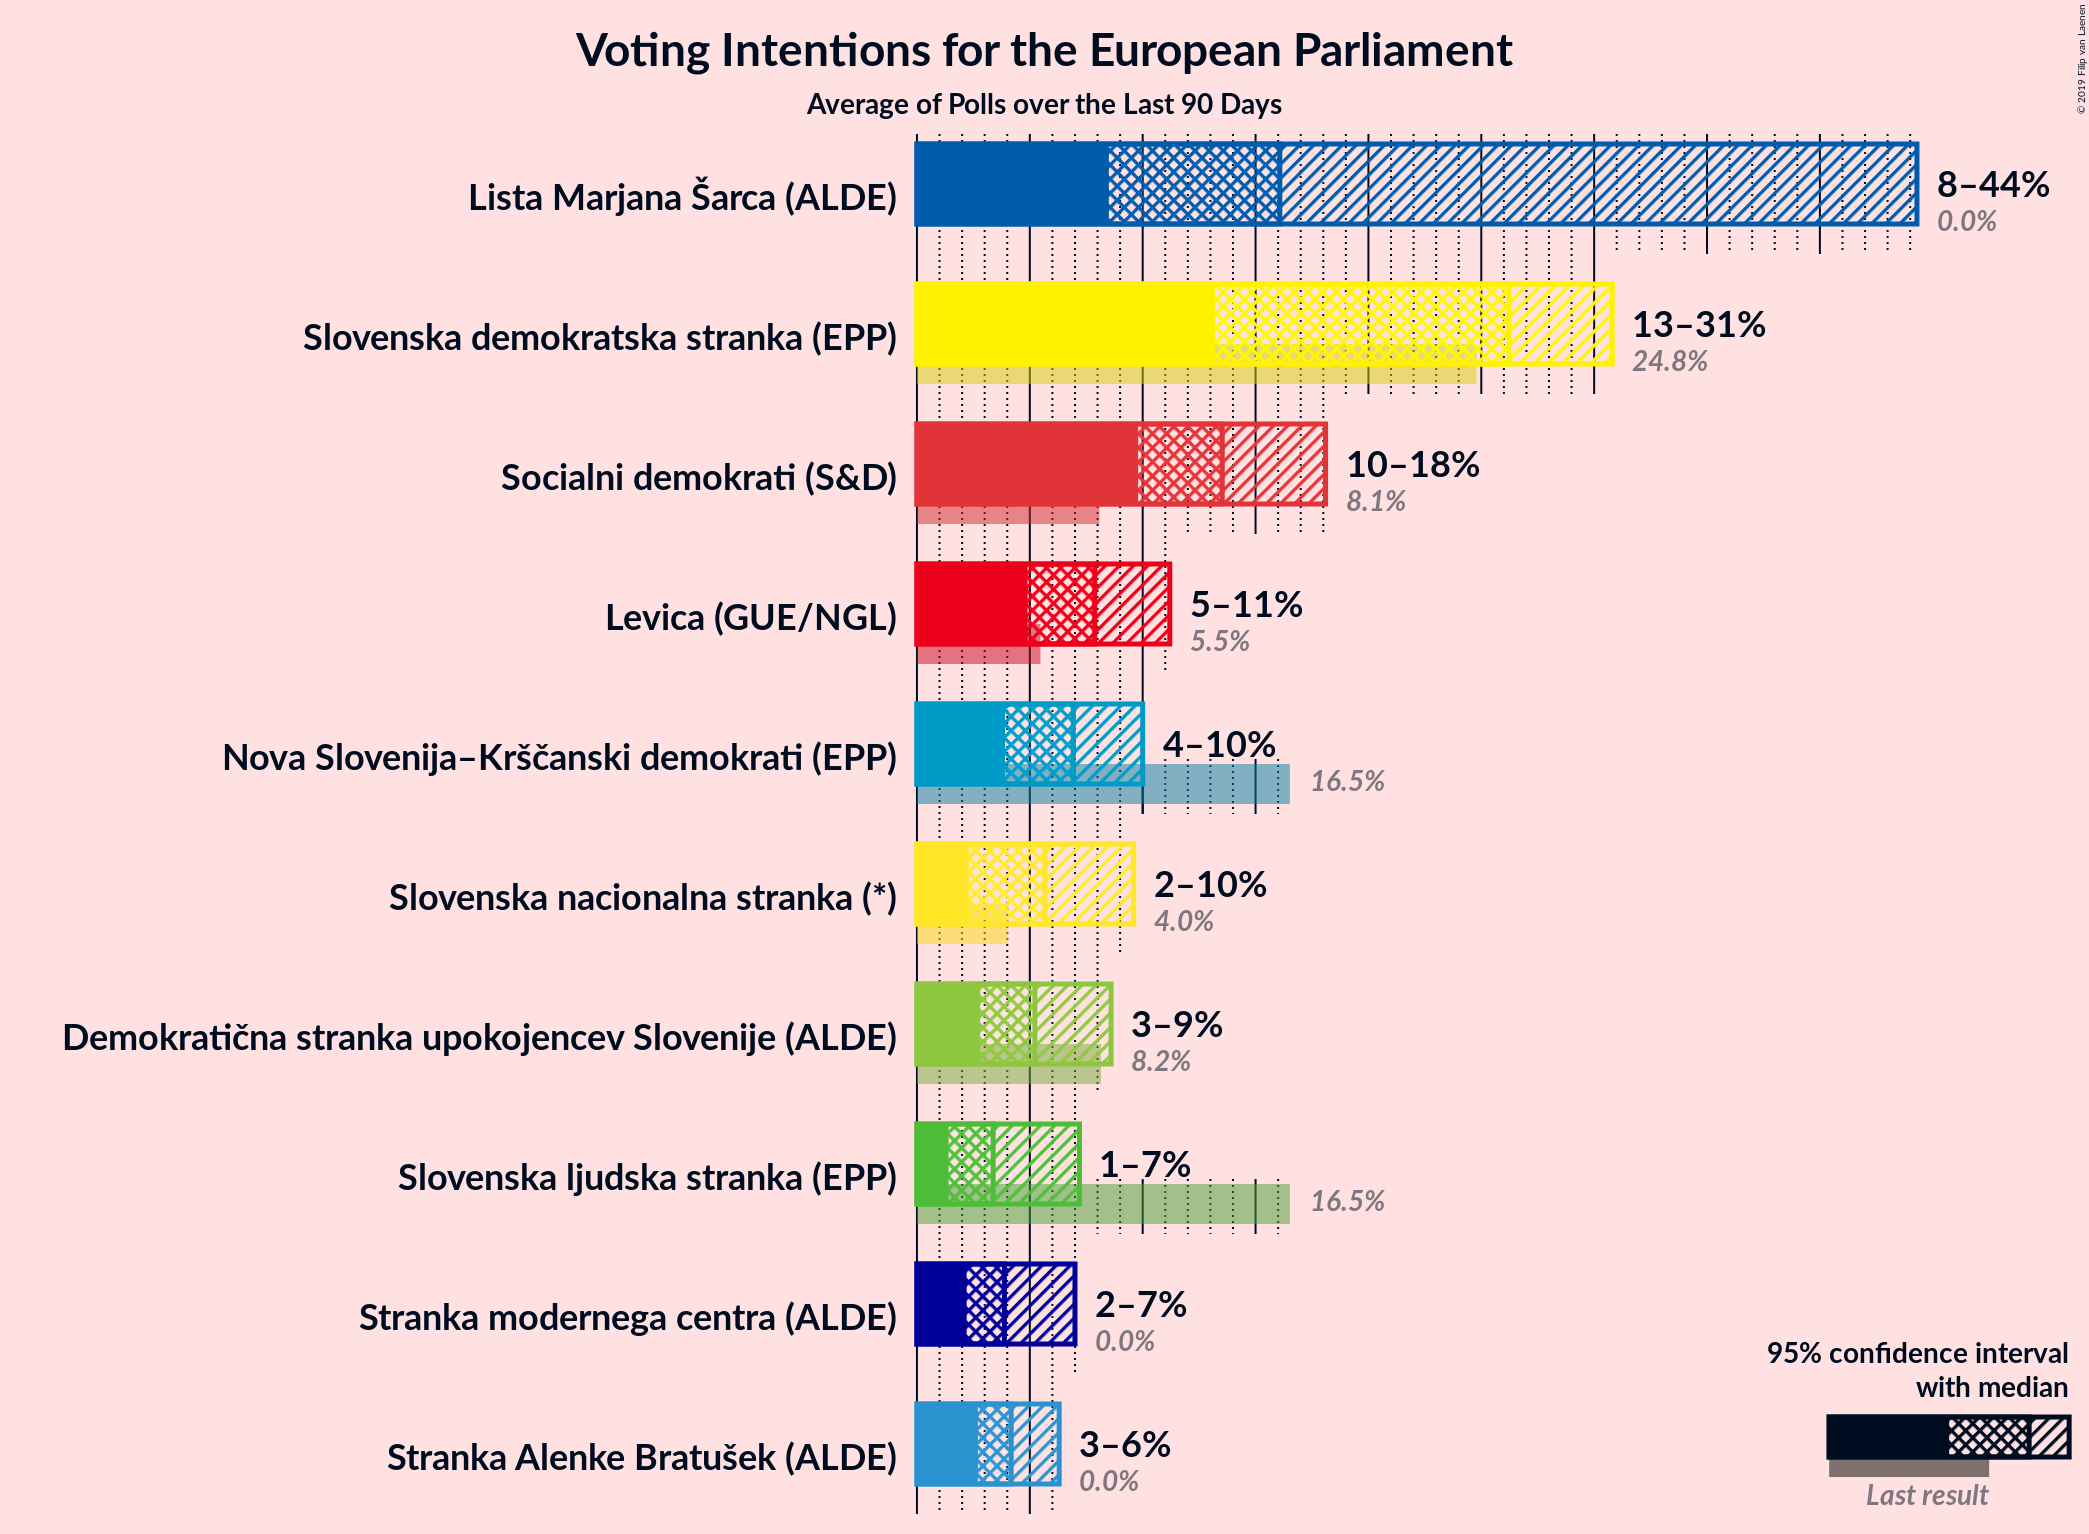 Voting Intentions for the European Parliament
Average of Polls over the Last 90 Days
© 2019 Filip van Laenen
Lista Marjana Šarca (ALDE)
8–44%
0.0%
Slovenska demokratska stranka (EPP)
13–31%
24.8%
Socialni demokrati (S&D)
10–18%
8.1%
Levica (GUE/NGL)
5–11%
5.5%
Nova Slovenija–Krščanski demokrati (EPP)
4–10%
16.5%
Slovenska nacionalna stranka (*)
2–10%
4.0%
Demokratična stranka upokojencev Slovenije (ALDE)
3–9%
8.2%
Slovenska ljudska stranka (EPP)
1–7%
16.5%
Stranka modernega centra (ALDE)
2–7%
0.0%
Stranka Alenke Bratušek (ALDE)
3–6%
0.0%
95% confidence interval
with median
Last result